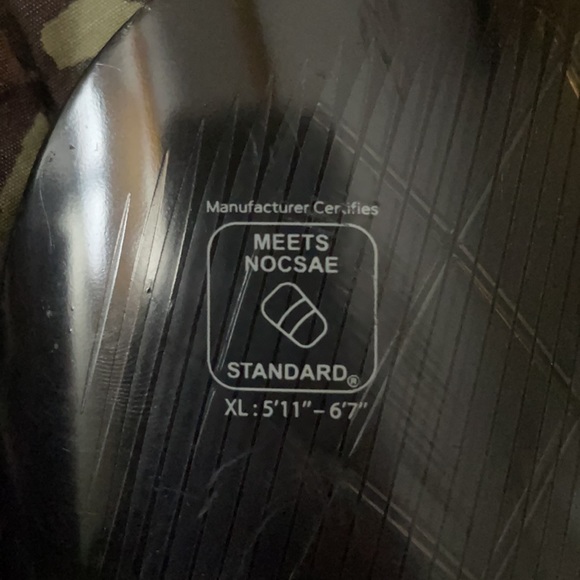 Manufacturer Certifies
MEETS
NOCSAE
STANDARD®
XL : 5'11" – 6'7"